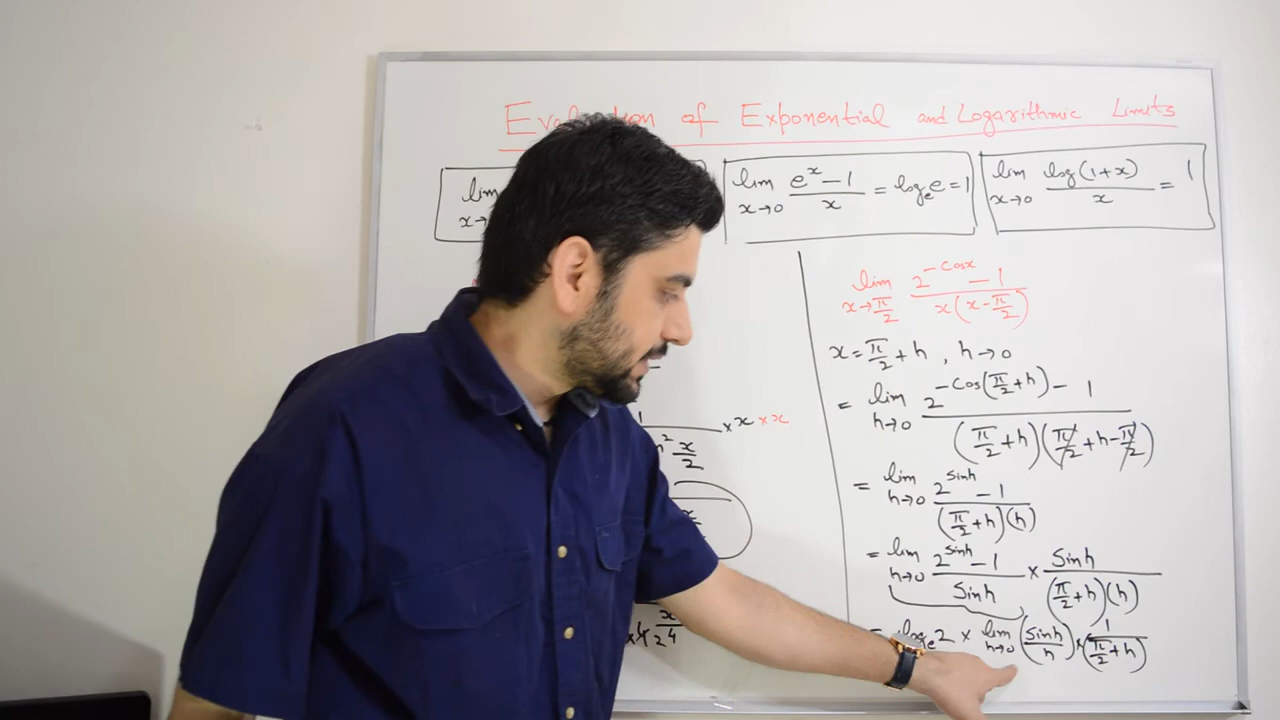 of Exponential and Logarithmic Limits
lim x→
lim x→0 (e^x − 1)/x = log_e e = 1
lim x→0 log(1+x)/x = 1
lim x→π/2 (2^(−Cosx) − 1)/(x(x−π/2))
x = π/2 + h , h→0
= lim h→0 (2^(−Cos(π/2+h)) − 1)/((π/2+h)(π/2+h−π/2))
× x × x
x/2
= lim h→0 (2^(sinh) − 1)/((π/2+h)(h))
= lim h→0 (2^(sinh) − 1)/Sinh × Sinh/((π/2+h)(h))
= log_e 2 × lim h→0 (Sinh/h) × 1/(π/2+h)